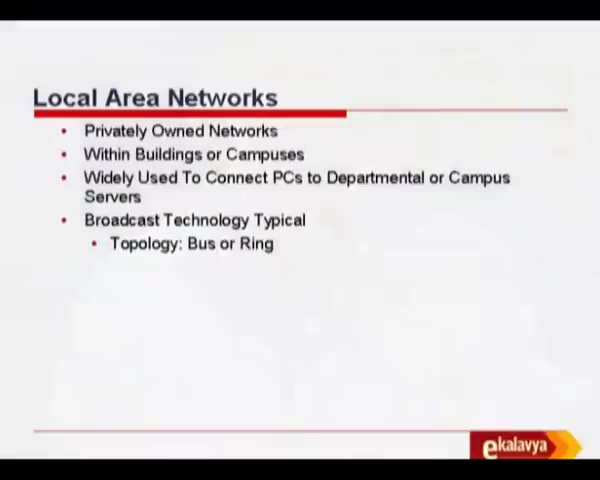 Local Area Networks
• Privately Owned Networks
• Within Buildings or Campuses
• Widely Used To Connect PCs to Departmental or Campus
Servers
• Broadcast Technology Typical
• Topology: Bus or Ring
ekalavya